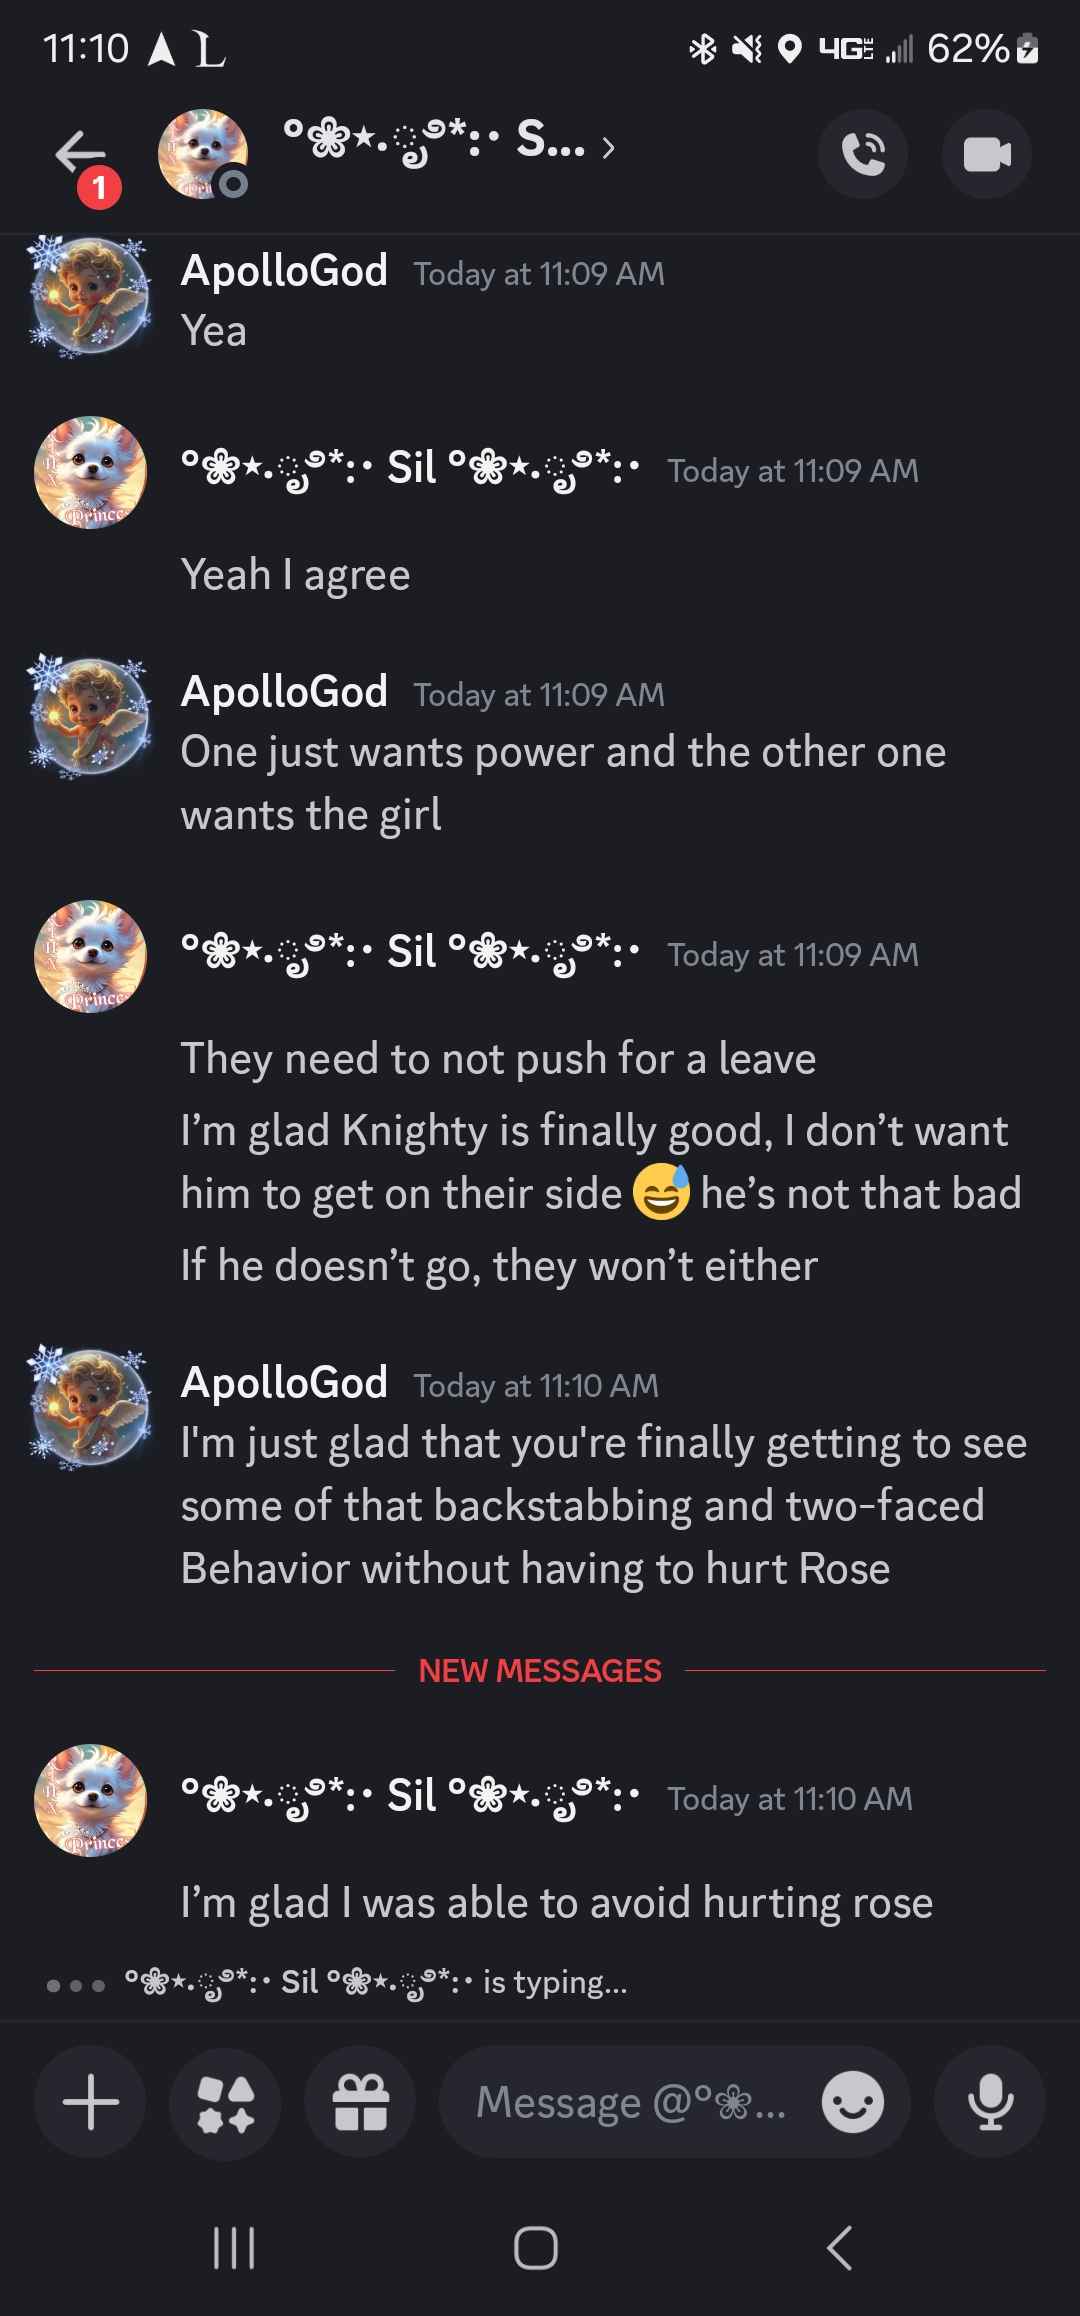 11:10 62%
1
°❀⋆.ೃ࿔*:･ S... >
ApolloGod Today at 11:09 AM
Yea
°❀⋆.ೃ࿔*:･ Sil °❀⋆.ೃ࿔*:･ Today at 11:09 AM
Yeah I agree
ApolloGod Today at 11:09 AM
One just wants power and the other one
wants the girl
°❀⋆.ೃ࿔*:･ Sil °❀⋆.ೃ࿔*:･ Today at 11:09 AM
They need to not push for a leave
I’m glad Knighty is finally good, I don’t want
him to get on their side 😅 he’s not that bad
If he doesn’t go, they won’t either
ApolloGod Today at 11:10 AM
I'm just glad that you're finally getting to see
some of that backstabbing and two-faced
Behavior without having to hurt Rose
NEW MESSAGES
°❀⋆.ೃ࿔*:･ Sil °❀⋆.ೃ࿔*:･ Today at 11:10 AM
I’m glad I was able to avoid hurting rose
°❀⋆.ೃ࿔*:･ Sil °❀⋆.ೃ࿔*:･ is typing...
Message @°❀...